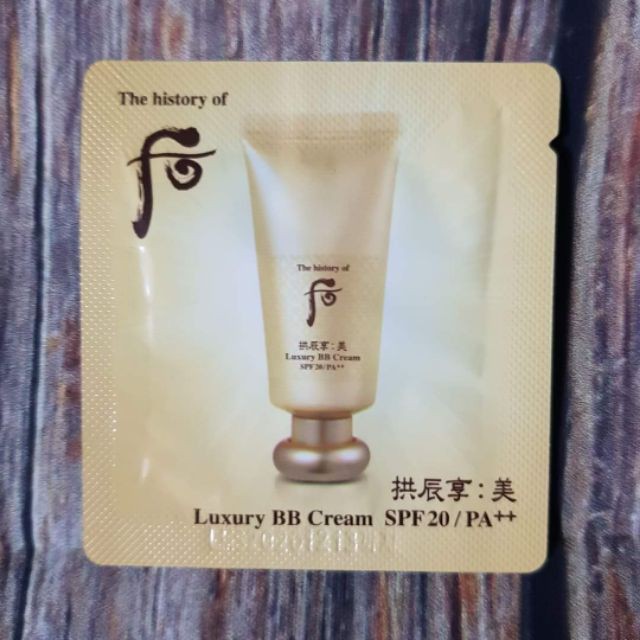 The history of
后
The history of
后
拱辰享:美
Luxury BB Cream
SPF20/PA++
拱辰享:美
Luxury BB Cream SPF20/PA++